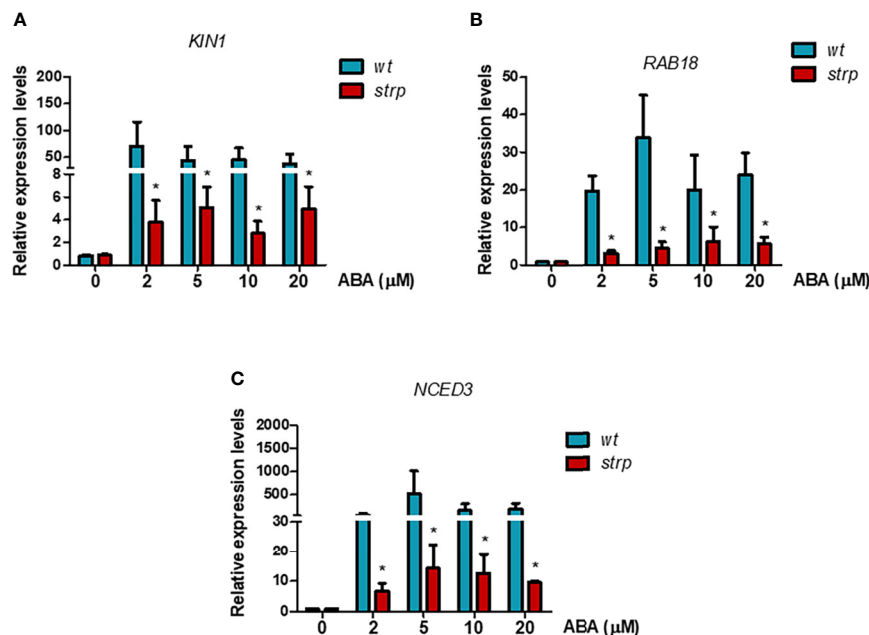 A
KIN1
wt
strp
Relative expression levels
200
150
100
50
8
6
4
2
0
* * * *
0 2 5 10 20 ABA (μM)
B
RAB18
wt
strp
Relative expression levels
50
40
30
20
10
0
* * * *
0 2 5 10 20 ABA (μM)
C
NCED3
wt
strp
Relative expression levels
2000
1500
1000
500
30
20
10
0
* * * *
0 2 5 10 20 ABA (μM)